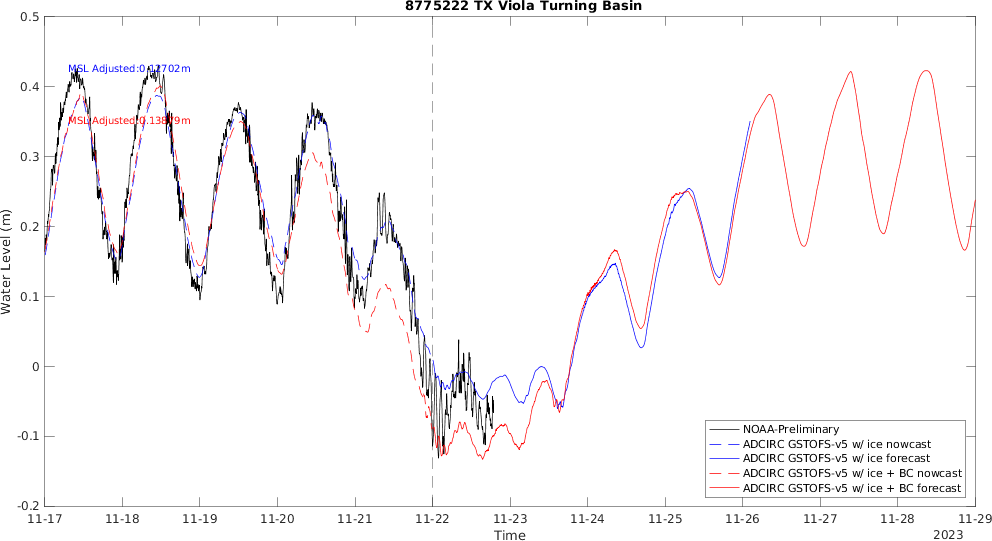 8775222 TX Viola Turning Basin
0.5
0.4
0.3
0.2
0.1
0
-0.1
-0.2
Water Level (m)
MSL Adjusted:0.12702m
MSL Adjusted:0.13879m
NOAA-Preliminary
ADCIRC GSTOFS-v5 w/ ice nowcast
ADCIRC GSTOFS-v5 w/ ice forecast
ADCIRC GSTOFS-v5 w/ ice + BC nowcast
ADCIRC GSTOFS-v5 w/ ice + BC forecast
11-17 11-18 11-19 11-20 11-21 11-22 11-23 11-24 11-25 11-26 11-27 11-28 11-29
Time
2023